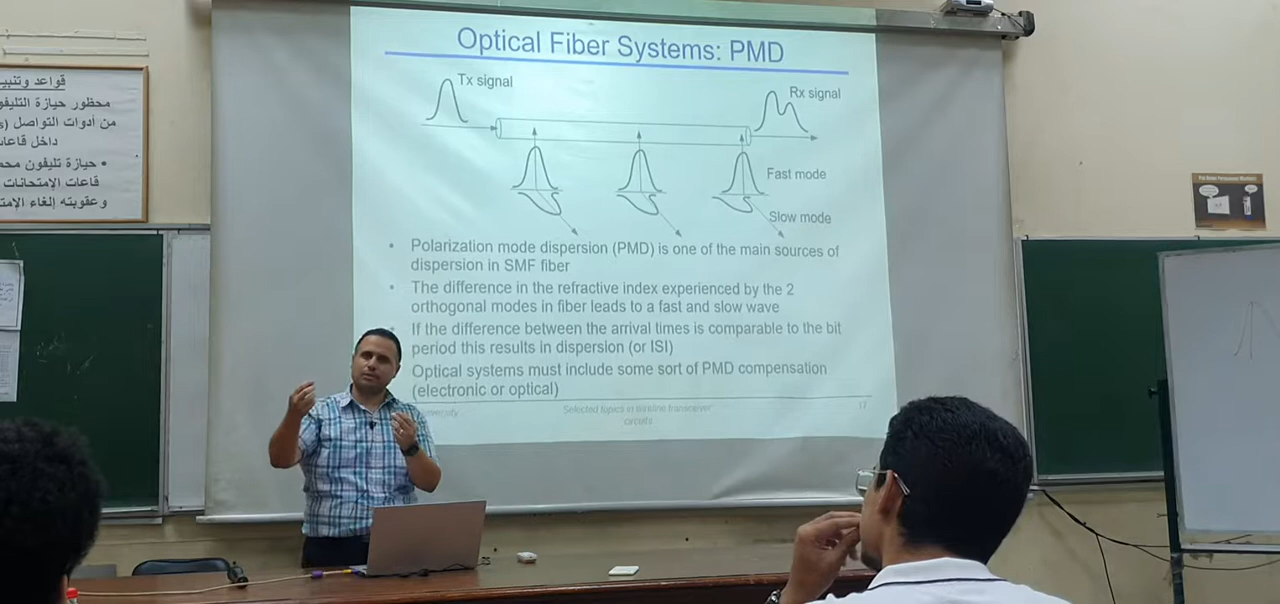 Optical Fiber Systems: PMD
Tx signal
Rx signal
Fast mode
Slow mode
• Polarization mode dispersion (PMD) is one of the main sources of
dispersion in SMF fiber
• The difference in the refractive index experienced by the 2
orthogonal modes in fiber leads to a fast and slow wave
• If the difference between the arrival times is comparable to the bit
period this results in dispersion (or ISI)
Optical systems must include some sort of PMD compensation
(electronic or optical)
Selected topics in wireline transceiver
circuits
17
قواعد وتنبي
محظور حيازة التليفو
من أدوات التواصل (s
داخل قاعات
• حيازة تليفون محم
قاعات الإمتحانات
وعقوبته إلغاء الإمت